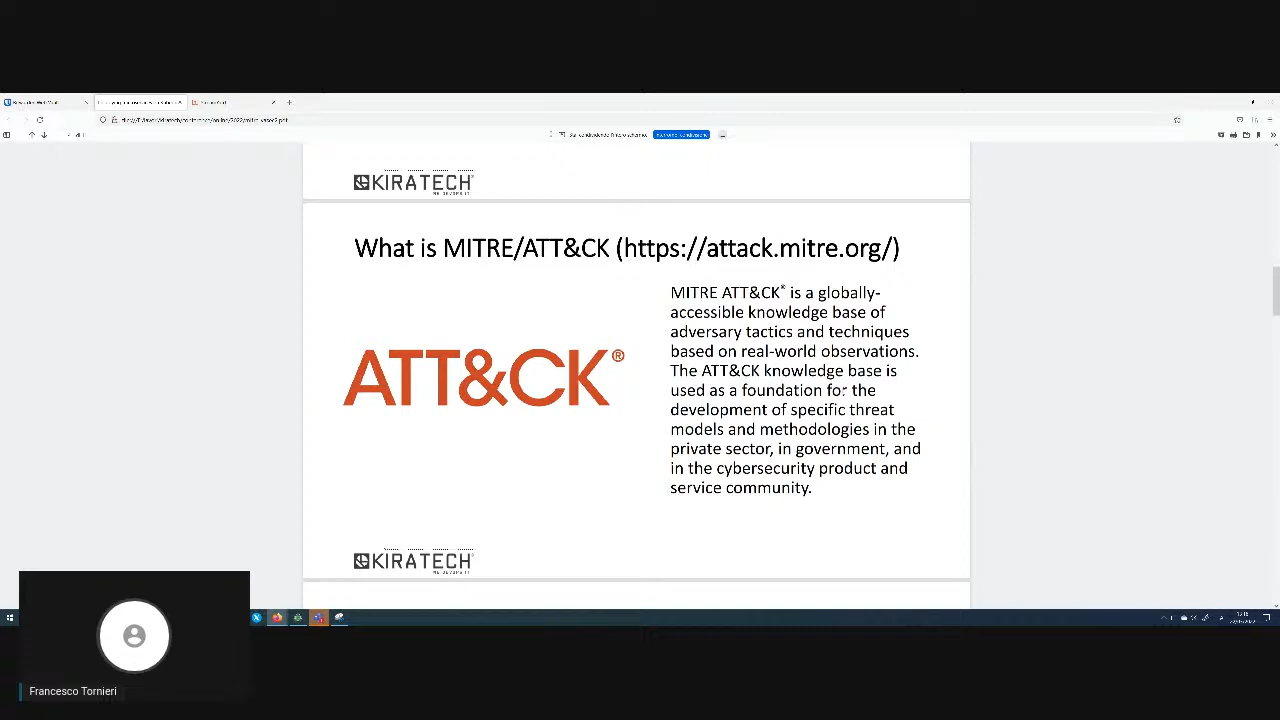 KIRATECH
What is MITRE/ATT&CK (https://attack.mitre.org/)
MITRE ATT&CK® is a globally-
accessible knowledge base of
adversary tactics and techniques
based on real-world observations.
The ATT&CK knowledge base is
used as a foundation for the
development of specific threat
models and methodologies in the
private sector, in government, and
in the cybersecurity product and
service community.
ATT&CK®
KIRATECH
Francesco Tornieri